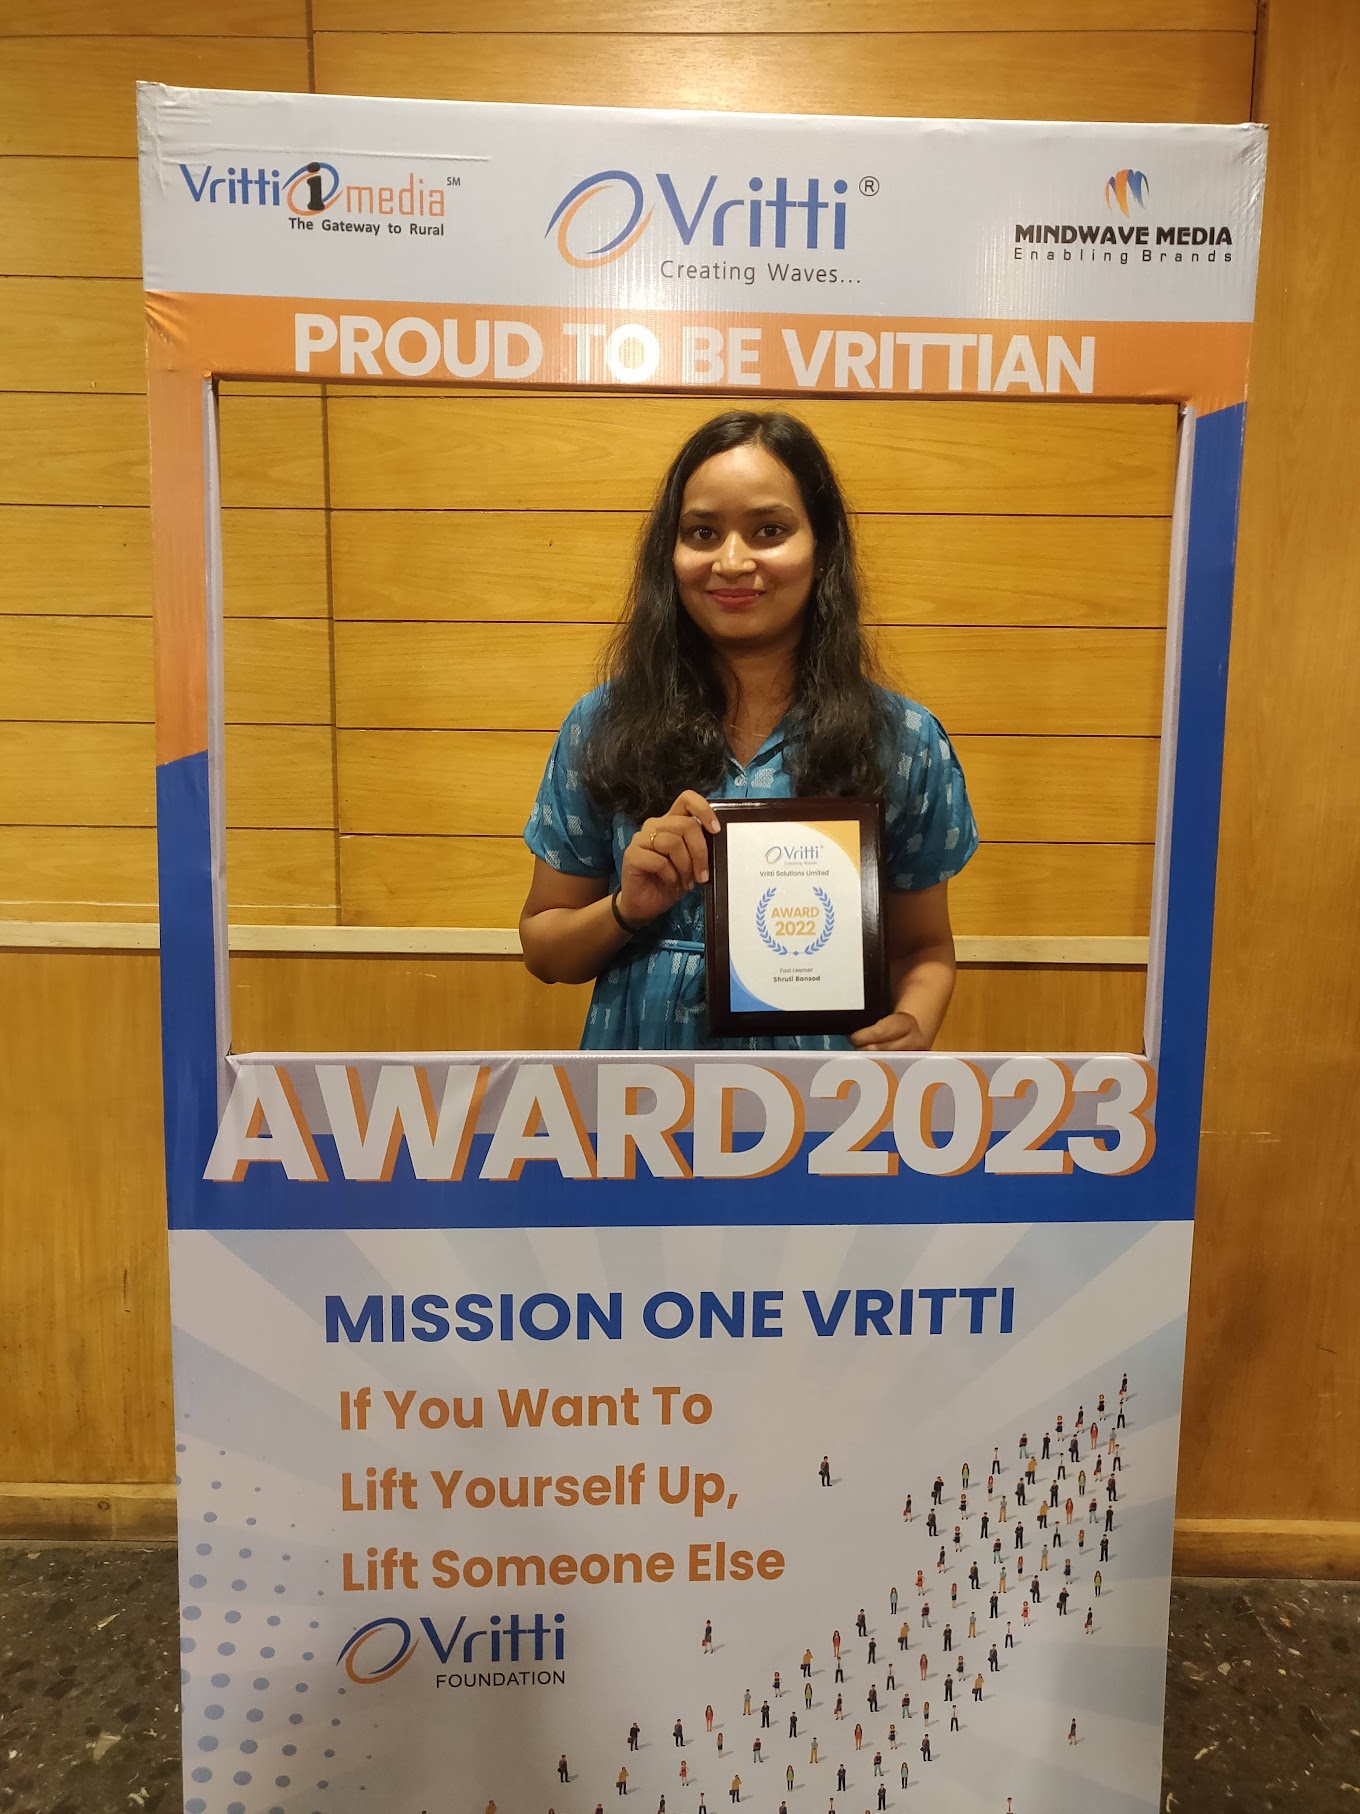 Vritti i media SM
The Gateway to Rural
Vritti ®
Creating Waves...
MINDWAVE MEDIA
Enabling Brands
PROUD TO BE VRITTIAN
Vritti
Creating Waves
Vritti Solutions Limited
AWARD
2022
Fast Learner
Shruti Bansod
AWARD 2023
MISSION ONE VRITTI
If You Want To
Lift Yourself Up,
Lift Someone Else
Vritti
FOUNDATION